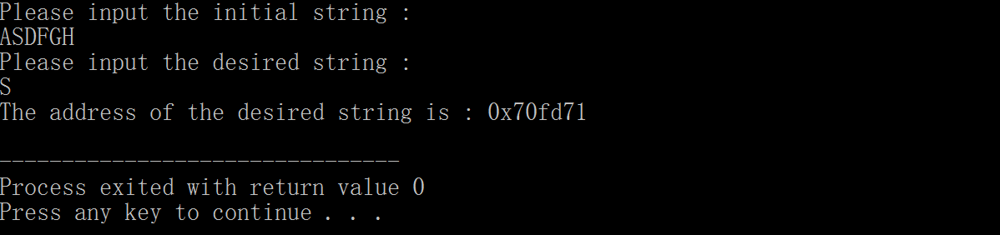 Please input the initial string :
ASDFGH
Please input the desired string :
S
The address of the desired string is : 0x70fd71
--------------------------------
Process exited with return value 0
Press any key to continue . . .